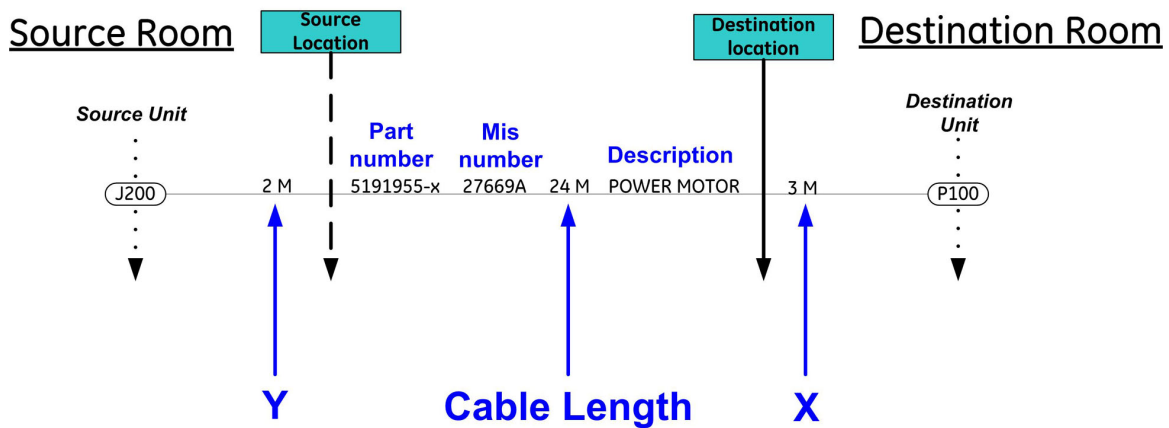 Source Room
Source
Location
Destination
location
Destination Room
Source Unit
Destination
Unit
Part
number
Mis
number
Description
J200
2 M
5191955-x
27669A
24 M
POWER MOTOR
3 M
P100
Y
Cable Length
X